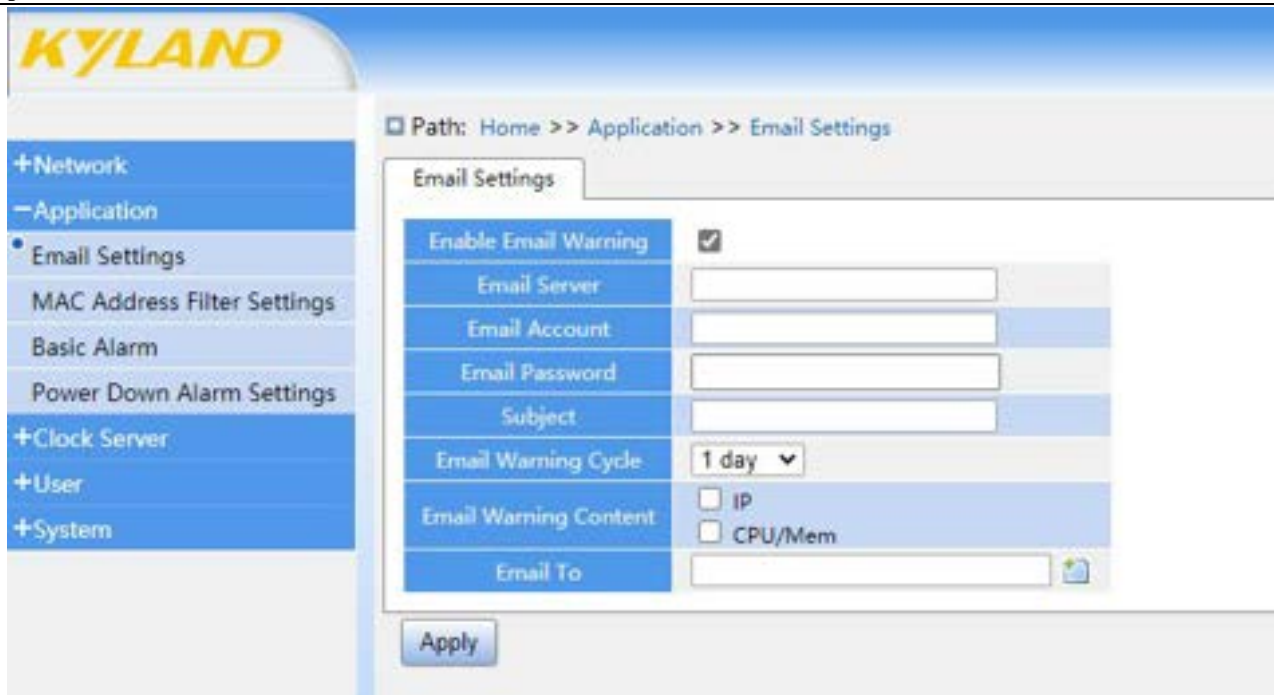 KYLAND
Path: Home >> Application >> Email Settings
+Network
−Application
Email Settings
MAC Address Filter Settings
Basic Alarm
Power Down Alarm Settings
+Clock Server
+User
+System
Email Settings
Enable Email Warning
Email Server
Email Account
Email Password
Subject
Email Warning Cycle 1 day
Email Warning Content IP
CPU/Mem
Email To
Apply